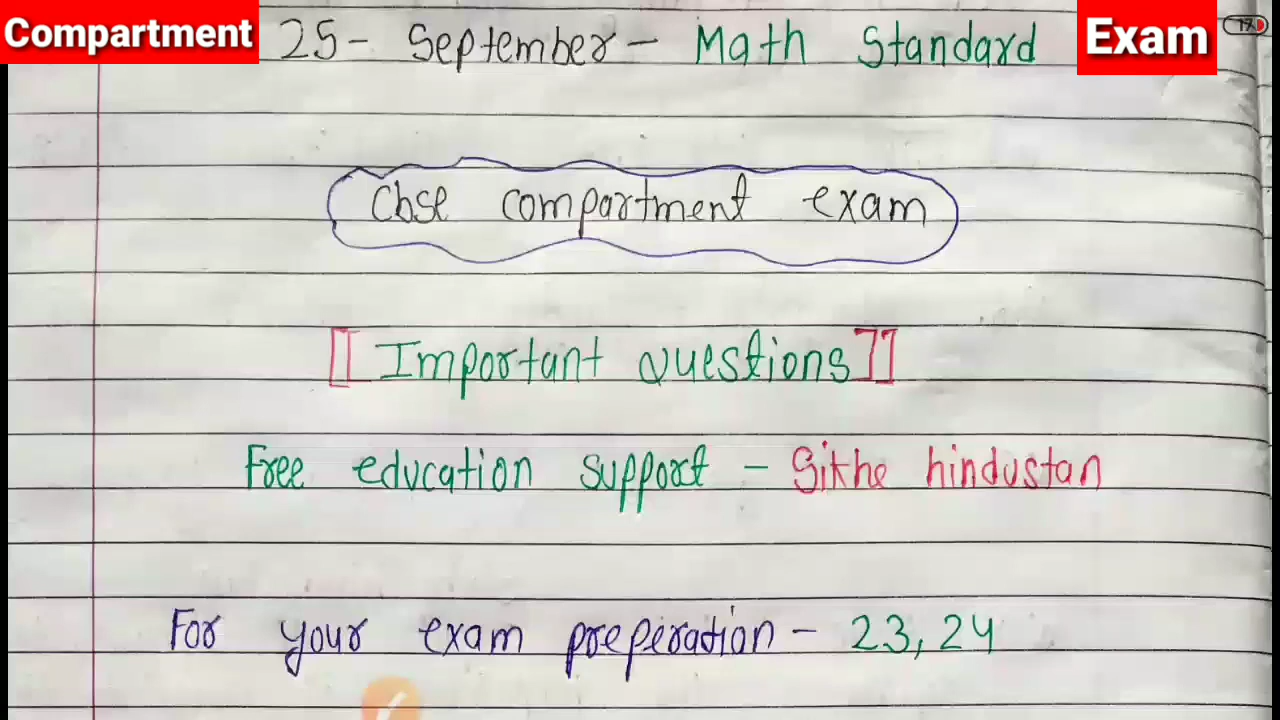 Compartment 25- September - Math Standard Exam
Cbse compartment exam
[[ Important questions ]]
Free education support - Sikhe hindustan
For your exam preperation - 23, 24